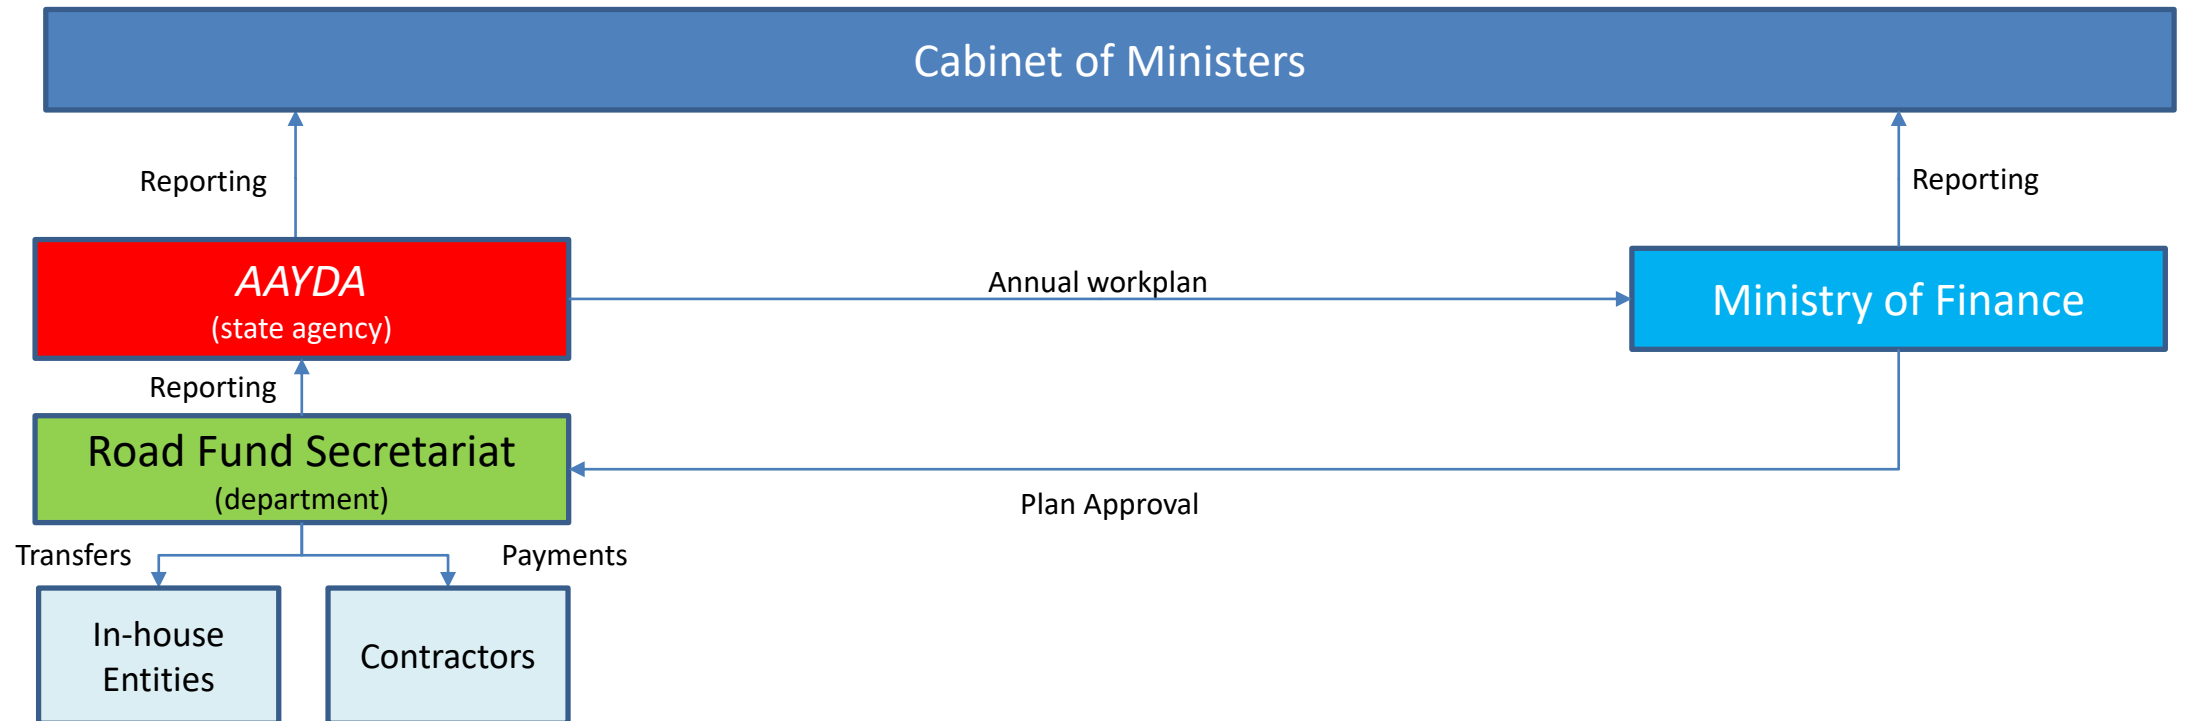 Cabinet of Ministers
Reporting
Reporting
AAYDA
(state agency)
Annual workplan
Ministry of Finance
Reporting
Road Fund Secretariat
(department)
Plan Approval
Transfers
Payments
In-house
Entities
Contractors